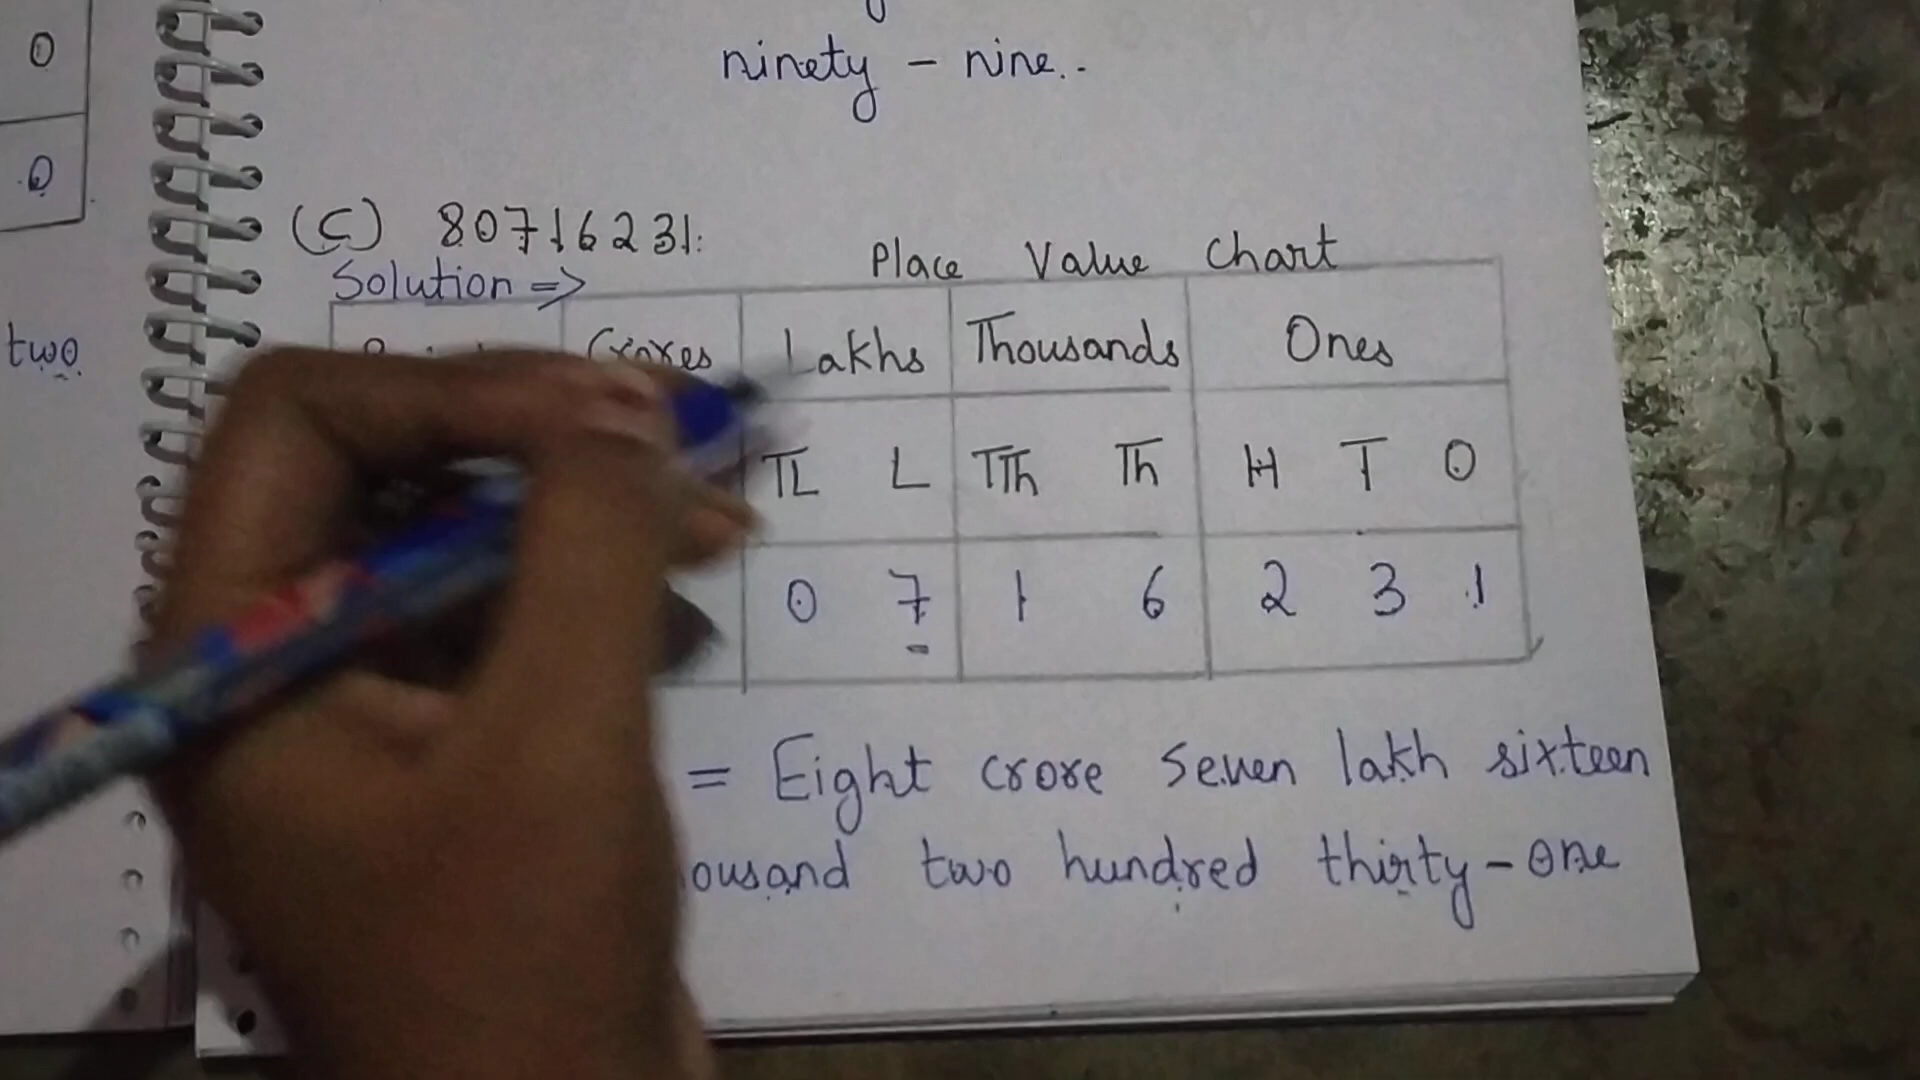 0
0
two
ninety - nine..
(C) 80716231:
Solution =>
Place Value Chart
Crores Lakhs Thousands Ones
TL L TTh Th H T O
0 7 1 6 2 3 1
= Eight crore seven lakh sixteen
ousand two hundred thirty-one